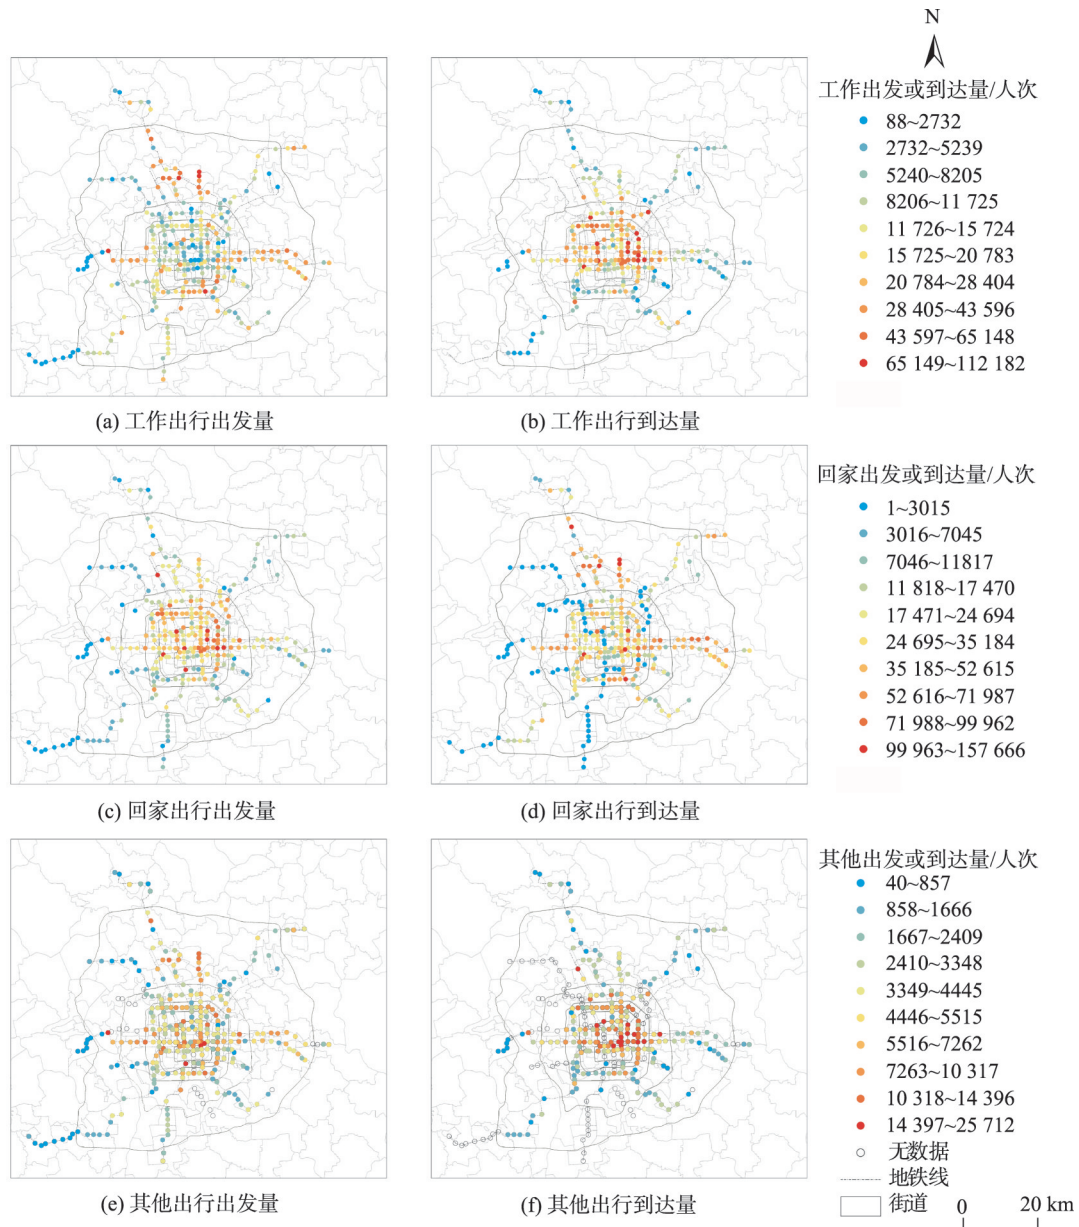 N
工作出发或到达量/人次
88~2732
2732~5239
5240~8205
8206~11 725
11 726~15 724
15 725~20 783
20 784~28 404
28 405~43 596
43 597~65 148
65 149~112 182
(a) 工作出行出发量
(b) 工作出行到达量
回家出发或到达量/人次
1~3015
3016~7045
7046~11817
11 818~17 470
17 471~24 694
24 695~35 184
35 185~52 615
52 616~71 987
71 988~99 962
99 963~157 666
(c) 回家出行出发量
(d) 回家出行到达量
其他出发或到达量/人次
40~857
858~1666
1667~2409
2410~3348
3349~4445
4446~5515
5516~7262
7263~10 317
10 318~14 396
14 397~25 712
无数据
地铁线
街道
0 20 km
(e) 其他出行出发量
(f) 其他出行到达量